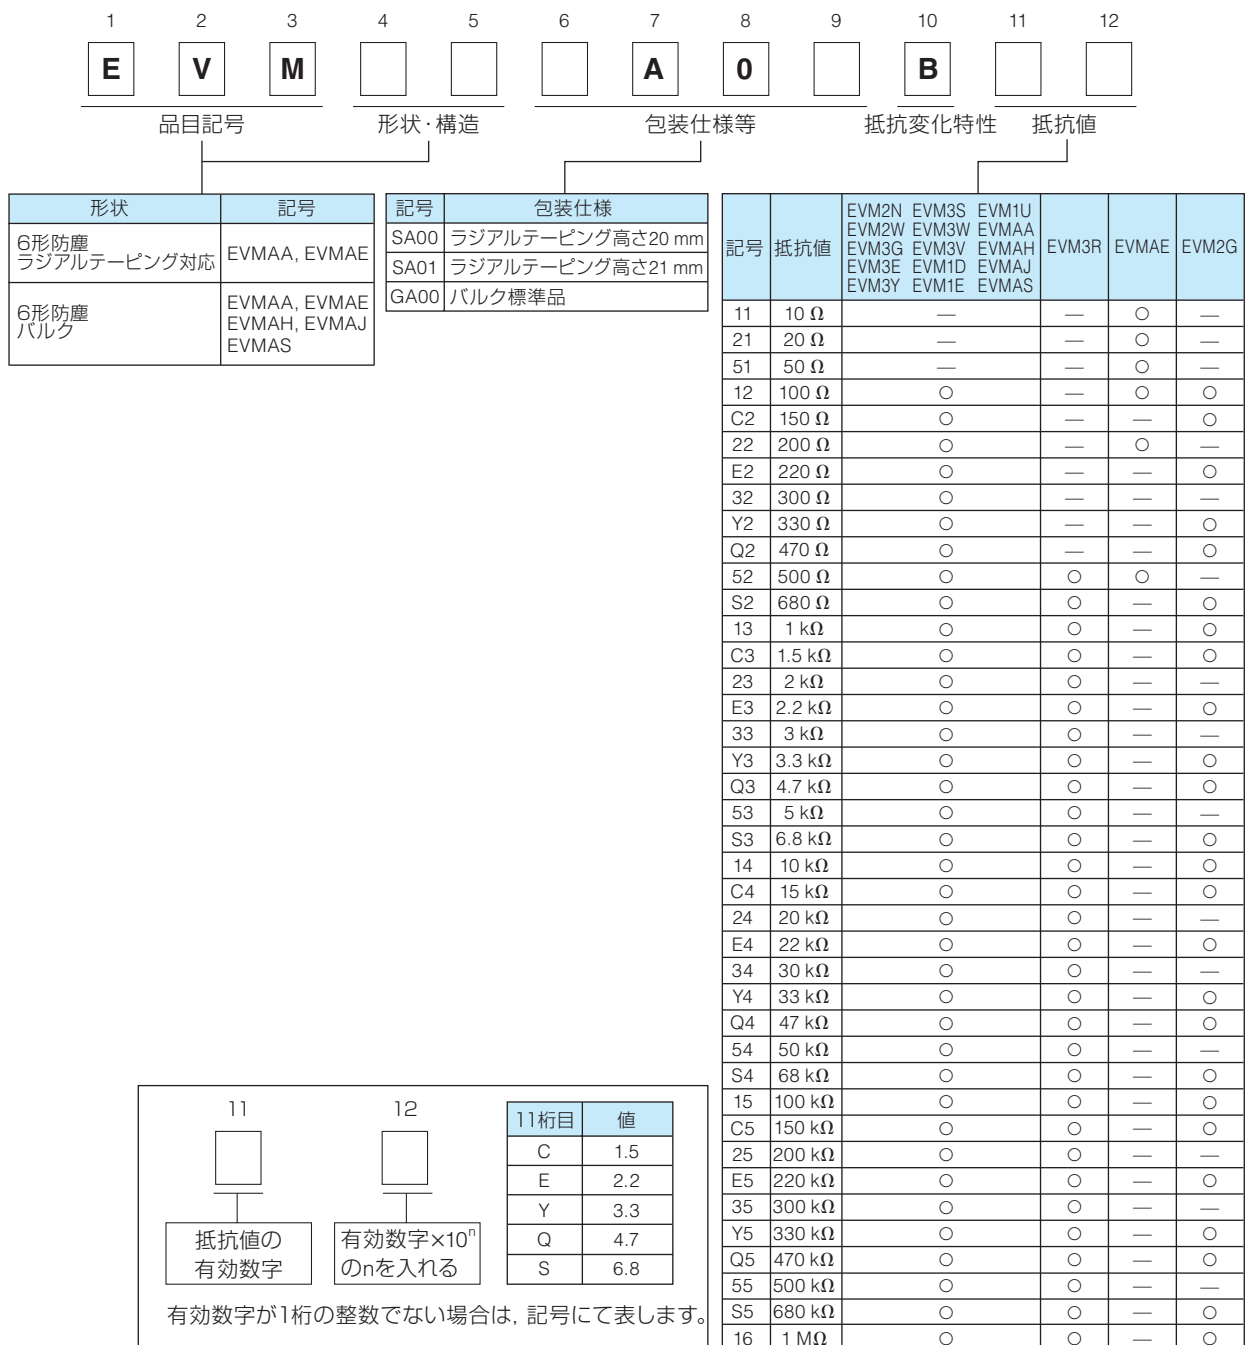 1 2 3 4 5 6 7 8 9 10 11 12
E V M A 0 B
品目記号 形状・構造 包装仕様等 抵抗変化特性 抵抗値
形状 記号
6形防塵
ラジアルテーピング対応
EVMAA, EVMAE
6形防塵
バルク
EVMAA, EVMAE
EVMAH, EVMAJ
EVMAS
記号 包装仕様
SA00 ラジアルテーピング高さ20 mm
SA01 ラジアルテーピング高さ21 mm
GA00 バルク標準品
記号 抵抗値
EVM2N EVM3S EVM1U
EVM2W EVM3W EVMAA
EVM3G EVM3V EVMAH
EVM3E EVM1D EVMAJ
EVM3Y EVM1E EVMAS
EVM3R EVMAE EVM2G
11 10 Ω — — ○ —
21 20 Ω — — ○ —
51 50 Ω — — ○ —
12 100 Ω ○ — ○ ○
C2 150 Ω ○ — — ○
22 200 Ω ○ — ○ —
E2 220 Ω ○ — — ○
32 300 Ω ○ — — —
Y2 330 Ω ○ — — ○
Q2 470 Ω ○ — — ○
52 500 Ω ○ ○ ○ —
S2 680 Ω ○ ○ — ○
13 1 kΩ ○ ○ — ○
C3 1.5 kΩ ○ ○ — ○
23 2 kΩ ○ ○ — —
E3 2.2 kΩ ○ ○ — ○
33 3 kΩ ○ ○ — —
Y3 3.3 kΩ ○ ○ — ○
Q3 4.7 kΩ ○ ○ — ○
53 5 kΩ ○ ○ — —
S3 6.8 kΩ ○ ○ — ○
14 10 kΩ ○ ○ — ○
C4 15 kΩ ○ ○ — ○
24 20 kΩ ○ ○ — —
E4 22 kΩ ○ ○ — ○
34 30 kΩ ○ ○ — —
Y4 33 kΩ ○ ○ — ○
Q4 47 kΩ ○ ○ — ○
54 50 kΩ ○ ○ — —
S4 68 kΩ ○ ○ — ○
15 100 kΩ ○ ○ — ○
C5 150 kΩ ○ ○ — ○
25 200 kΩ ○ ○ — —
E5 220 kΩ ○ ○ — ○
35 300 kΩ ○ ○ — —
Y5 330 kΩ ○ ○ — ○
Q5 470 kΩ ○ ○ — ○
55 500 kΩ ○ ○ — —
S5 680 kΩ ○ ○ — ○
16 1 MΩ ○ ○ — ○
11 12
抵抗値の
有効数字
有効数字×10ⁿ
のnを入れる
11桁目 値
C 1.5
E 2.2
Y 3.3
Q 4.7
S 6.8
有効数字が1桁の整数でない場合は, 記号にて表します。